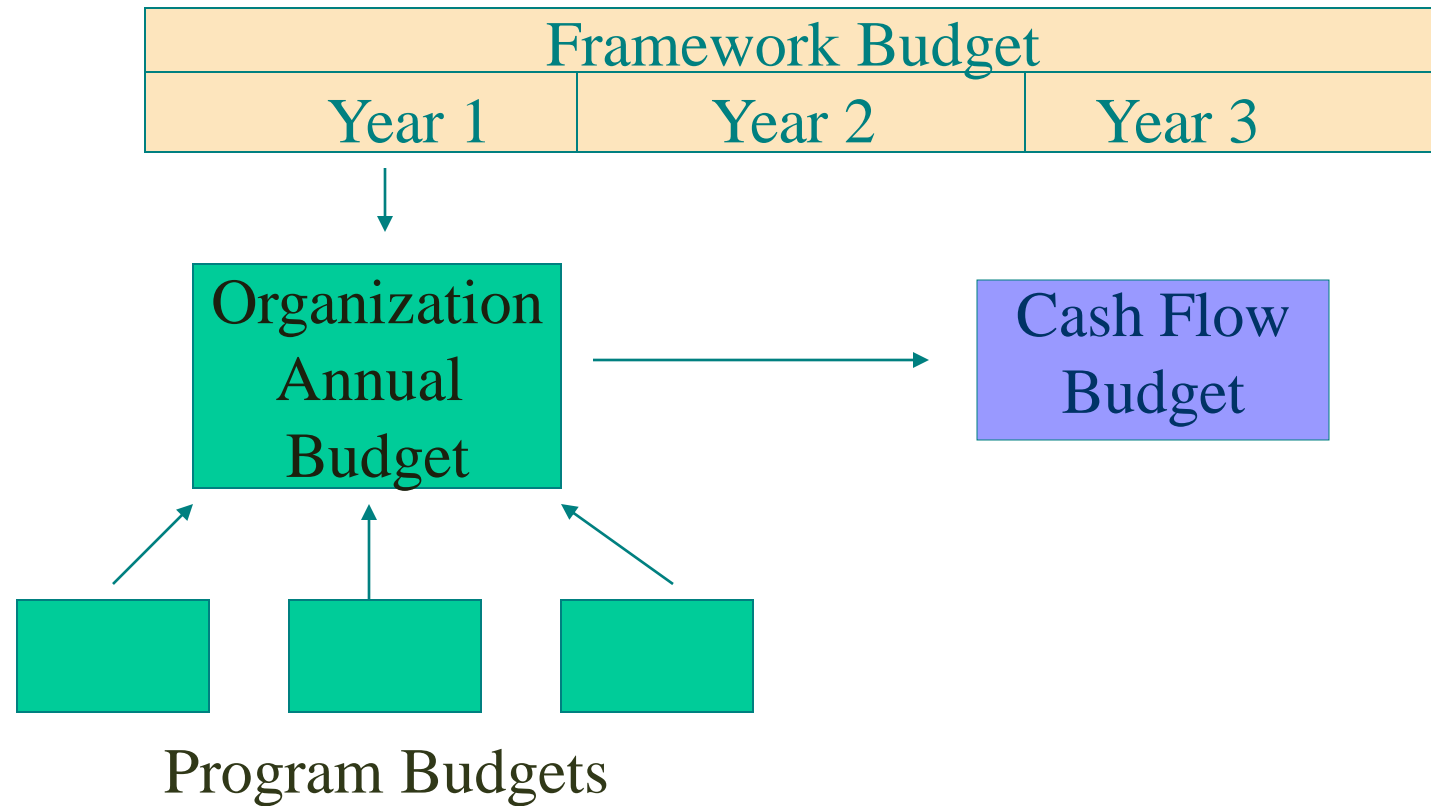 Framework Budget
Year 1 Year 2 Year 3
Organization
Annual
Budget
Cash Flow
Budget
Program Budgets